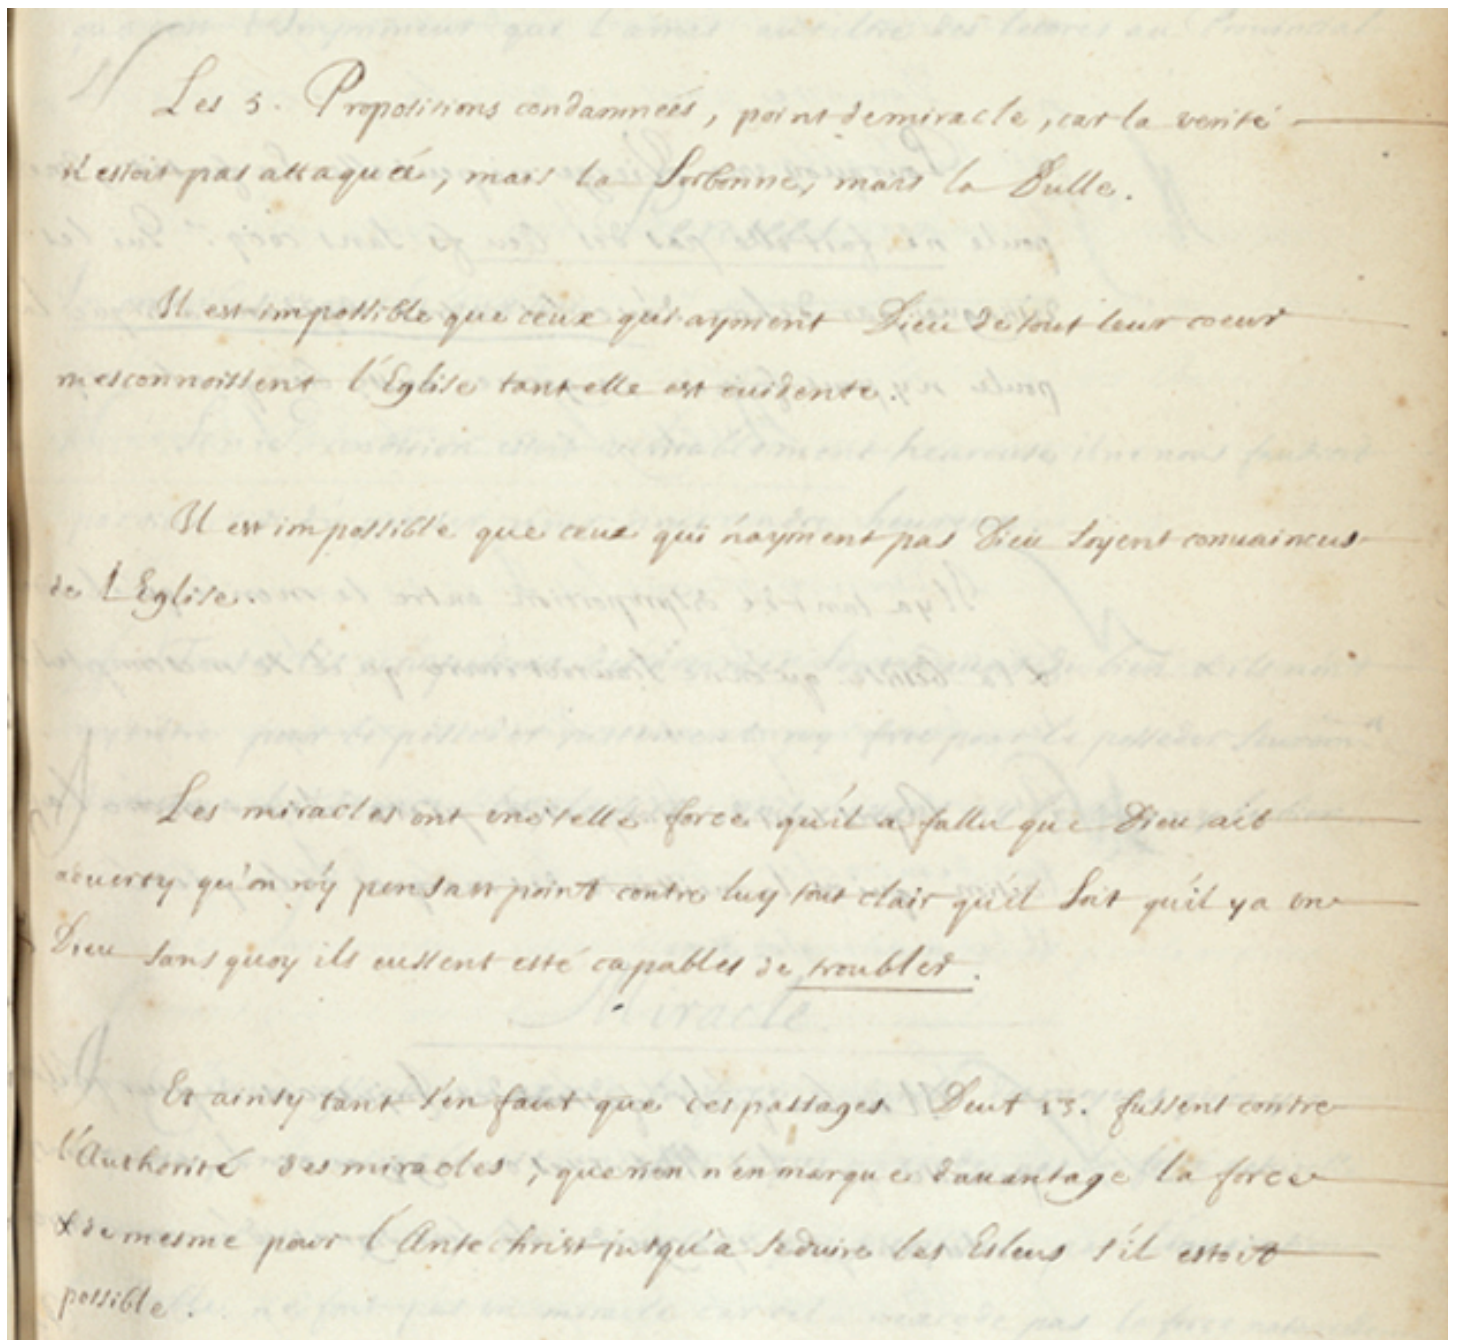 Les 5. Propositions condamnées, point de miracle, car la verité
n'estoit pas attaquée, mais la Sorbonne, mais la Bulle.
Il est impossible que ceux qui ayment Dieu de tout leur coeur
mesconnoissent l'Eglise tant elle est euidente.
Il est impossible que ceux qui n'ayment pas Dieu soyent conuaincus
de l'Eglise.
Les miracles ont une telle force qu'il a fallu que Dieu ait
aduerty qu'on n'y pensast point contre luy tout clair qu'il soit qu'il y a un
Dieu sans quoy ils eussent esté capables de troubler.
Et ainsy tant s'en faut que ces passages Deut 13. fussent contre
l'Authorité des miracles, que rien n'en marque dauantage la force
& de mesme pour l'Antechrist jusqu'a seduire les Esleus s'il estoit
possible.